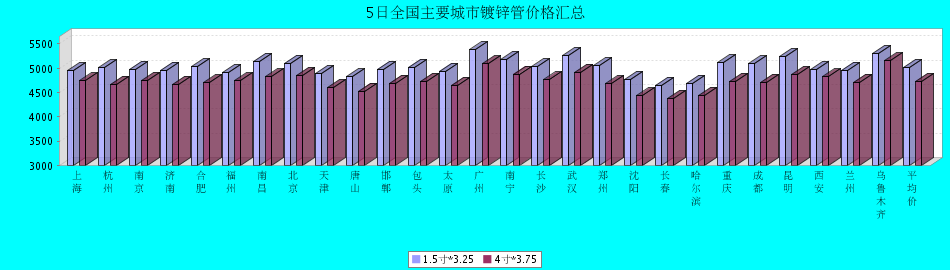 5日全国主要城市镀锌管价格汇总
5500
5000
4500
4000
3500
3000
上海
杭州
南京
济南
合肥
福州
南昌
北京
天津
唐山
邯郸
包头
太原
广州
南宁
长沙
武汉
郑州
沈阳
长春
哈尔滨
重庆
成都
昆明
西安
兰州
乌鲁木齐
平均价
1.5寸*3.25
4寸*3.75